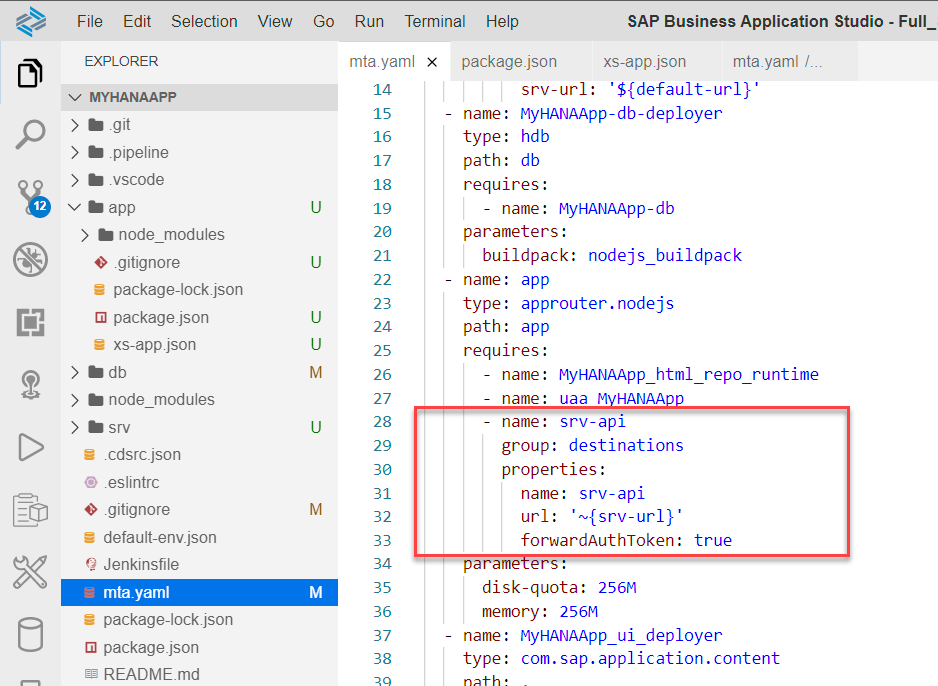 File Edit Selection View Go Run Terminal Help SAP Business Application Studio - Full_
EXPLORER
MYHANAAPP
.git
.pipeline
.vscode
app U
node_modules
.gitignore U
package-lock.json
package.json U
xs-app.json U
db M
node_modules
srv U
.cdsrc.json
.eslintrc
.gitignore M
default-env.json
Jenkinsfile
mta.yaml M
package-lock.json
package.json
README.md
12
mta.yaml × package.json xs-app.json mta.yaml /...
14 srv-url: '${default-url}'
15 - name: MyHANAApp-db-deployer
16 type: hdb
17 path: db
18 requires:
19 - name: MyHANAApp-db
20 parameters:
21 buildpack: nodejs_buildpack
22 - name: app
23 type: approuter.nodejs
24 path: app
25 requires:
26 - name: MyHANAApp_html_repo_runtime
27 - name: uaa_MyHANAApp
28 - name: srv-api
29 group: destinations
30 properties:
31 name: srv-api
32 url: '~{srv-url}'
33 forwardAuthToken: true
34 parameters:
35 disk-quota: 256M
36 memory: 256M
37 - name: MyHANAApp_ui_deployer
38 type: com.sap.application.content
39 path: .